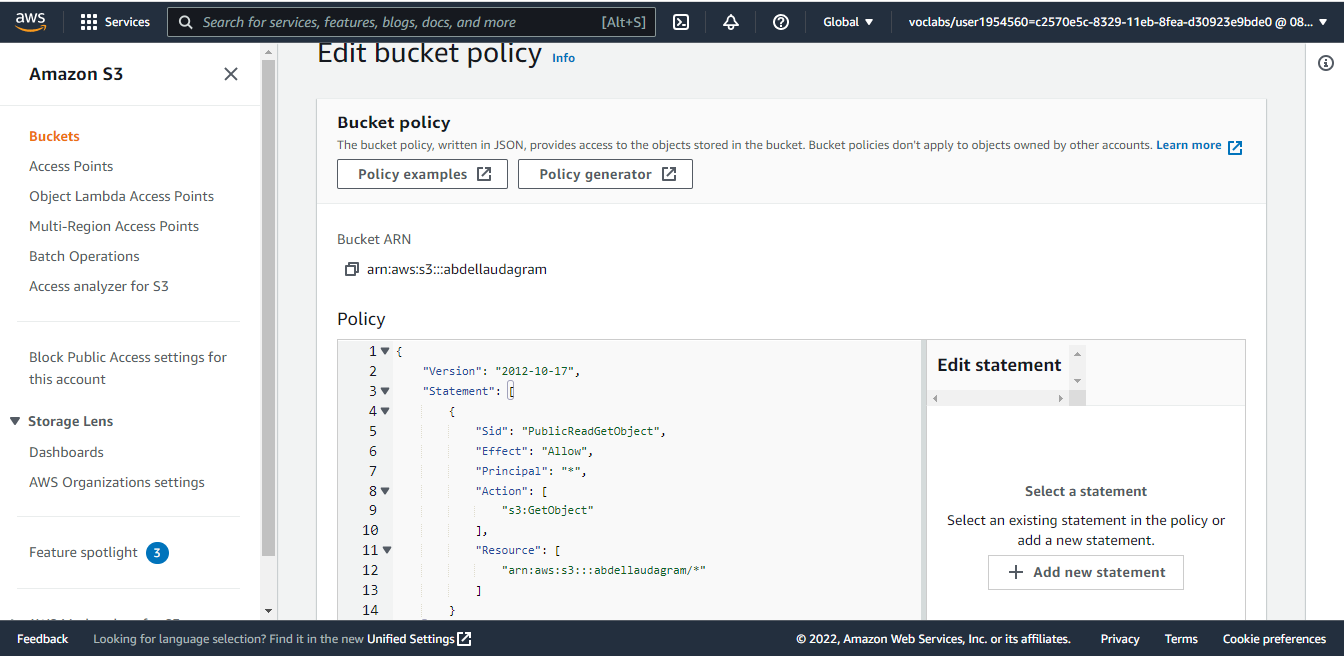 aws
Services
Search for services, features, blogs, docs, and more [Alt+S]
Global
voclabs/user1954560=c2570e5c-8329-11eb-8fea-d30923e9bde0 @ 08...
Amazon S3
Buckets
Access Points
Object Lambda Access Points
Multi-Region Access Points
Batch Operations
Access analyzer for S3
Block Public Access settings for
this account
Storage Lens
Dashboards
AWS Organizations settings
Feature spotlight 3
Edit bucket policy Info
Bucket policy
The bucket policy, written in JSON, provides access to the objects stored in the bucket. Bucket policies don't apply to objects owned by other accounts. Learn more
Policy examples
Policy generator
Bucket ARN
arn:aws:s3:::abdellaudagram
Policy
1 {
2 "Version": "2012-10-17",
3 "Statement": [
4 {
5 "Sid": "PublicReadGetObject",
6 "Effect": "Allow",
7 "Principal": "*",
8 "Action": [
9 "s3:GetObject"
10 ],
11 "Resource": [
12 "arn:aws:s3:::abdellaudagram/*"
13 ]
14 }
Edit statement
Select a statement
Select an existing statement in the policy or
add a new statement.
+ Add new statement
Feedback
Looking for language selection? Find it in the new Unified Settings
© 2022, Amazon Web Services, Inc. or its affiliates.
Privacy
Terms
Cookie preferences